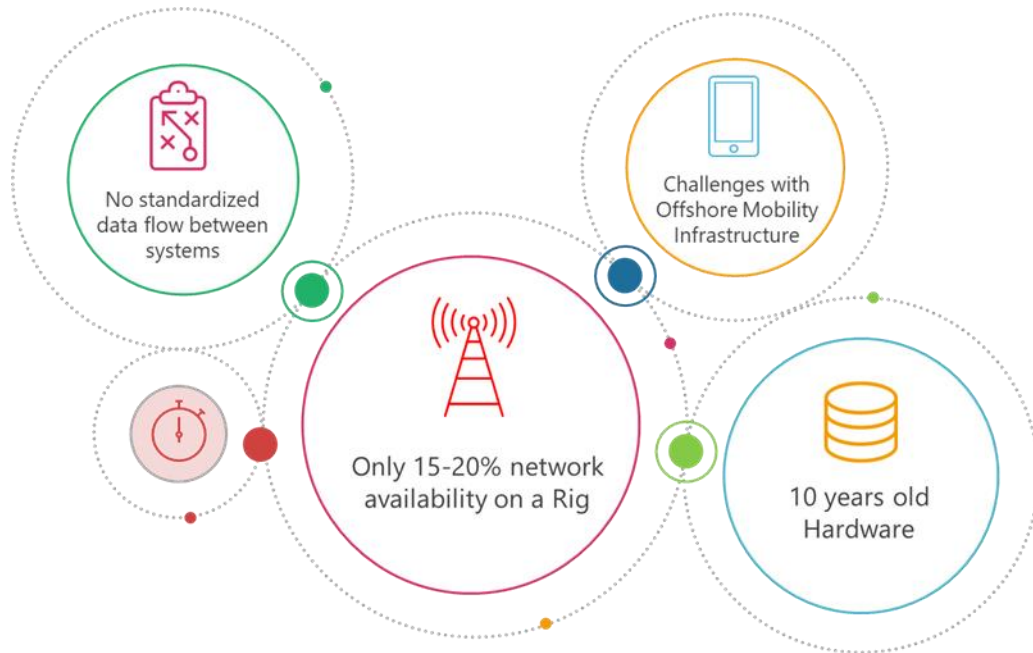 No standardized
data flow between
systems
Challenges with
Offshore Mobility
Infrastructure
Only 15-20% network
availability on a Rig
10 years old
Hardware